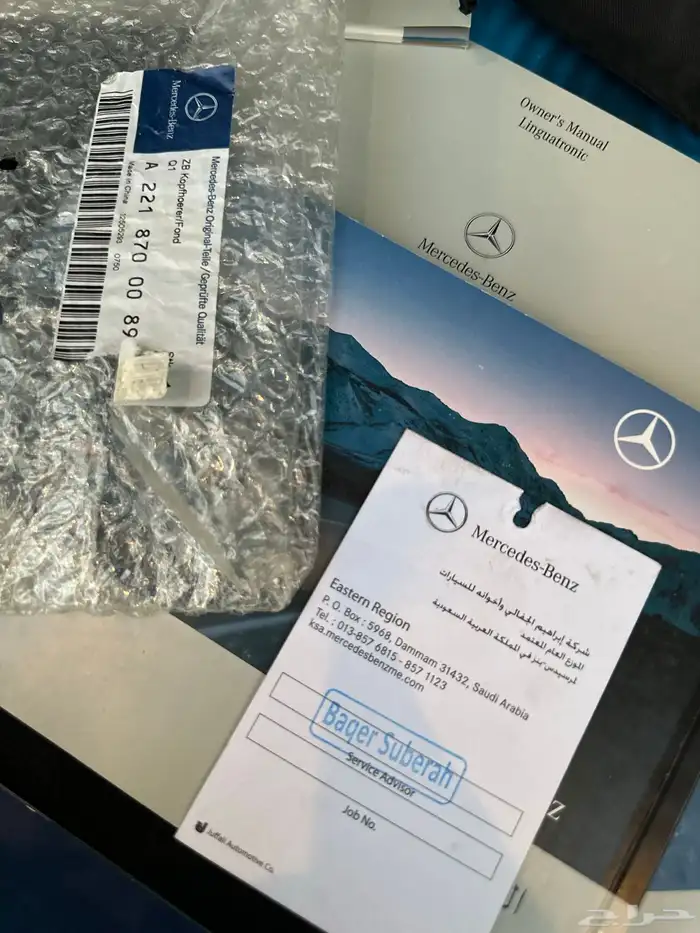 Mercedes-Benz
Mercedes-Benz Original-Teile / Geprüfte Qualität
ZB Kopfhoerer/Fond
Q1
A 221 870 00 89
Made in China
0750
Owner's Manual
Linguatronic
Mercedes-Benz
Mercedes-Benz
شركة إبراهيم الجفالي وأخوانه للسيارات
الموزع العام المعتمد
لمرسيدس بنز في المملكة العربية السعودية
Eastern Region
P. O. Box : 5968, Dammam 31432, Saudi Arabia
Tel. : 013-857 6815 - 857 1123
ksa.mercedesbenzme.com
Baqer Suberah
Service Advisor
Job No.
Juffali Automotive Co.
Z
حراج